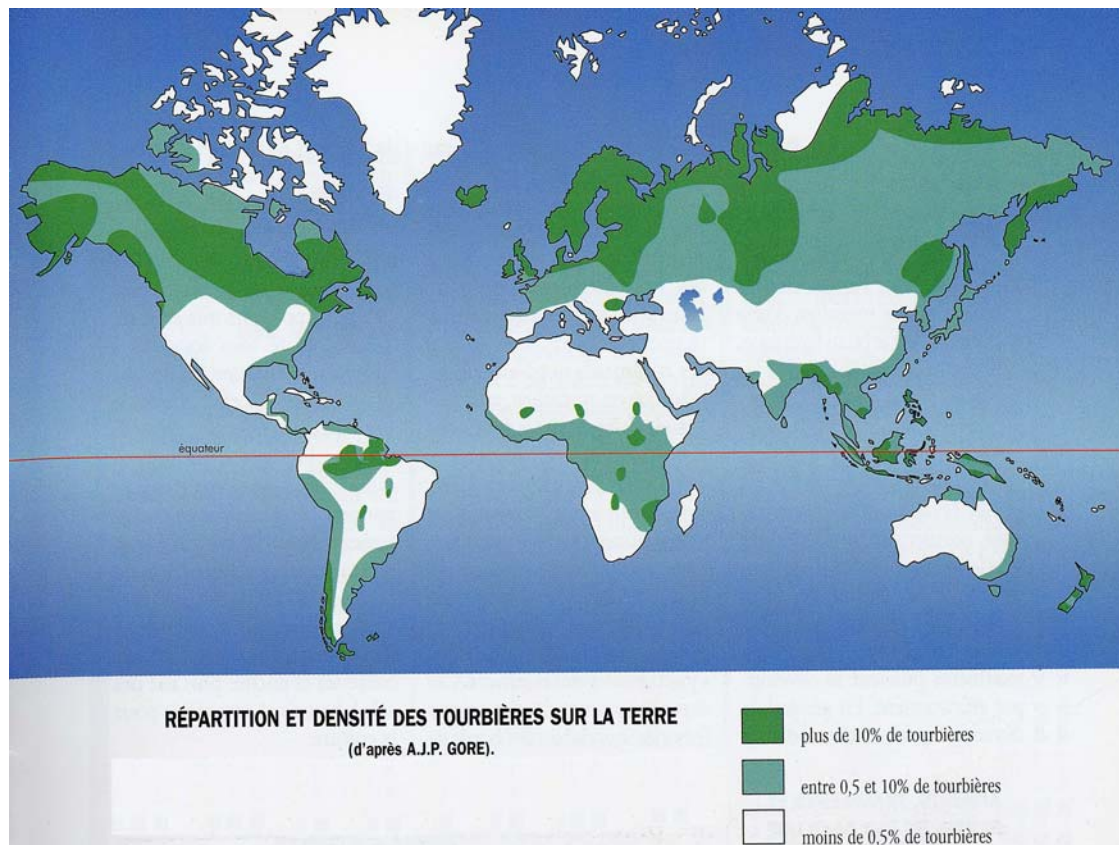 équateur
RÉPARTITION ET DENSITÉ DES TOURBIÈRES SUR LA TERRE
(d'après A.J.P. GORE).
plus de 10% de tourbières
entre 0,5 et 10% de tourbières
moins de 0.5% de tourbières